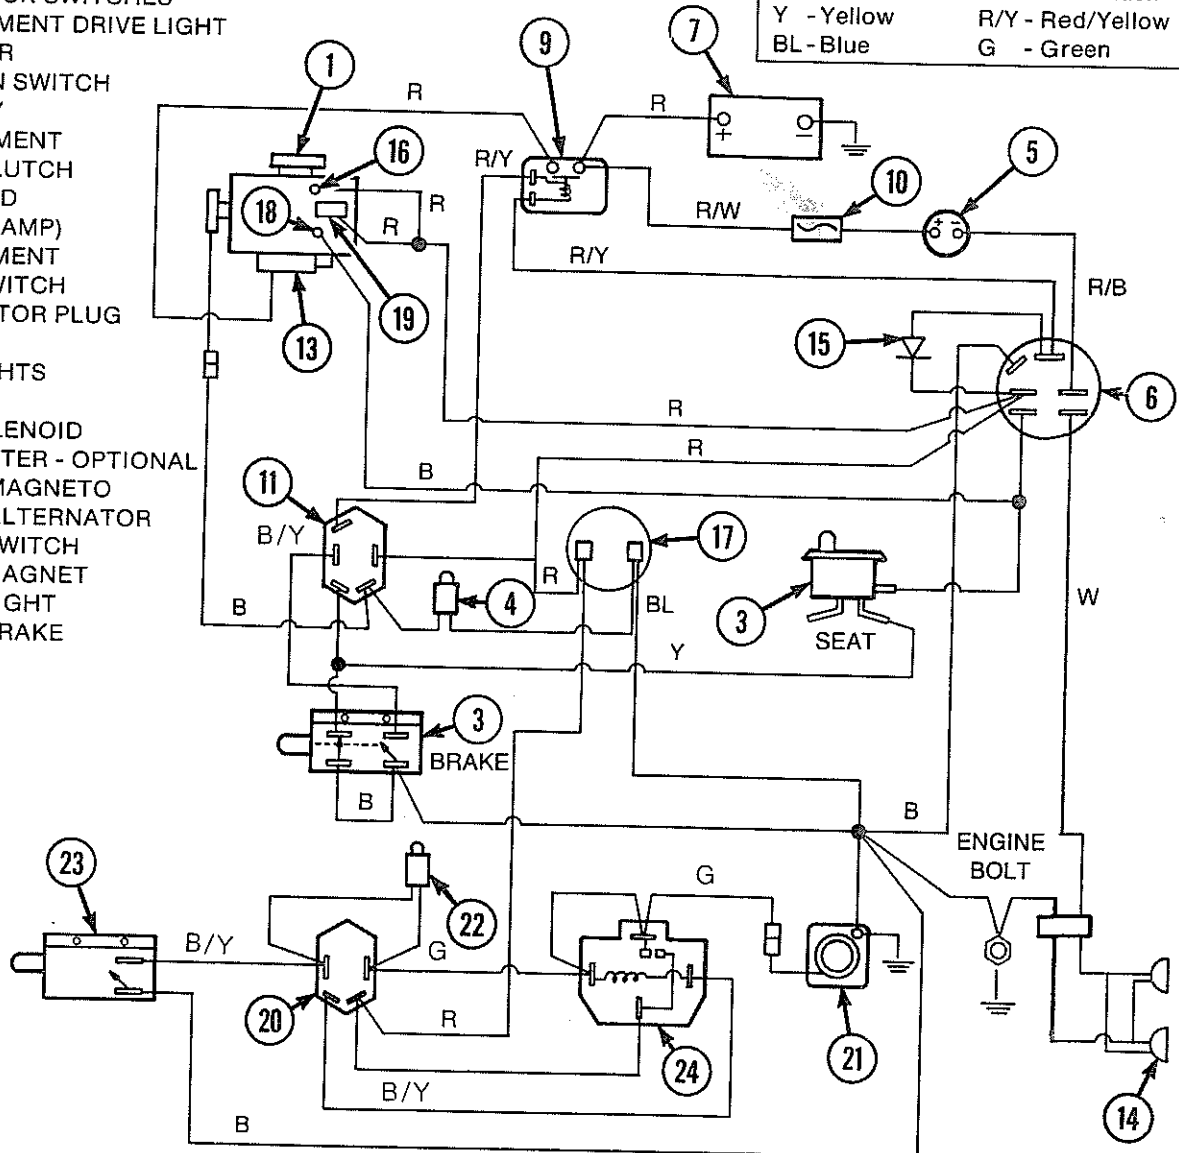 MENT DRIVE LIGHT
R
N SWITCH
MENT
LUTCH
D
AMP)
MENT
WITCH
TOR PLUG
HTS
LENOID
TER - OPTIONAL
MAGNETO
ALTERNATOR
WITCH
AGNET
IGHT
RAKE
Y - Yellow R/Y - Red/Yellow
BL - Blue G - Green
1
R
9
7
R
16
R/Y
5
10
18
R
R
R/W
R/Y
R/B
19
13
15
6
R
R
B
11
B/Y
17
3
4
R
BL
B
W
SEAT
Y
3
BRAKE
B
B
ENGINE
BOLT
23
22
G
B/Y
G
20
R
24
21
B/Y
14
B